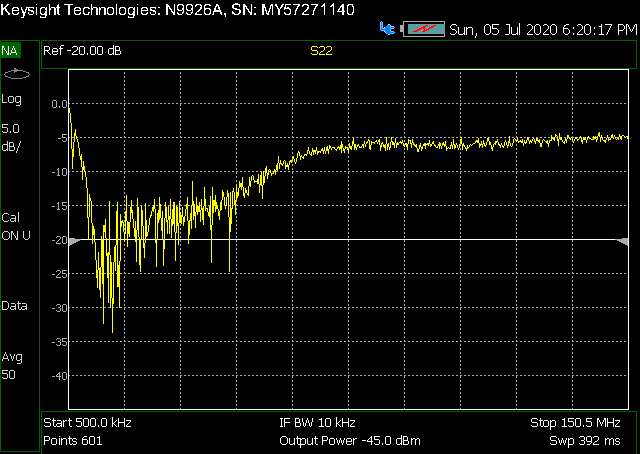 Keysight Technologies: N9926A, SN: MY57271140
Sun, 05 Jul 2020 6:20:17 PM
NA Ref -20.00 dB S22
Log
5.0
dB/
Cal
ON U
Data
Avg
50
0.0
-5
-10
-15
-20
-25
-30
-35
-40
Start 500.0 kHz IF BW 10 kHz Stop 150.5 MHz
Points 601 Output Power -45.0 dBm Swp 392 ms